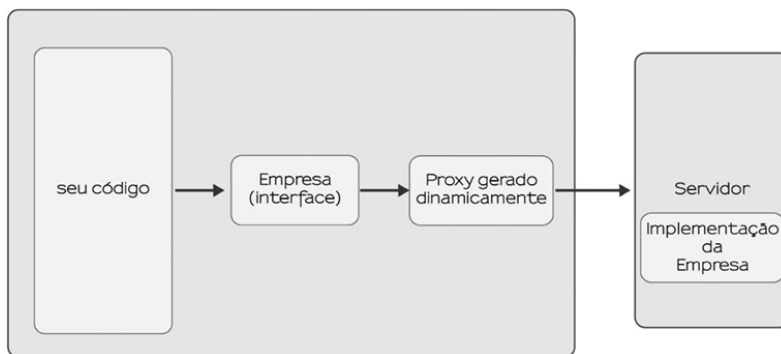 seu código
Empresa
(interface)
Proxy gerado
dinamicamente
Servidor
Implementação
da
Empresa